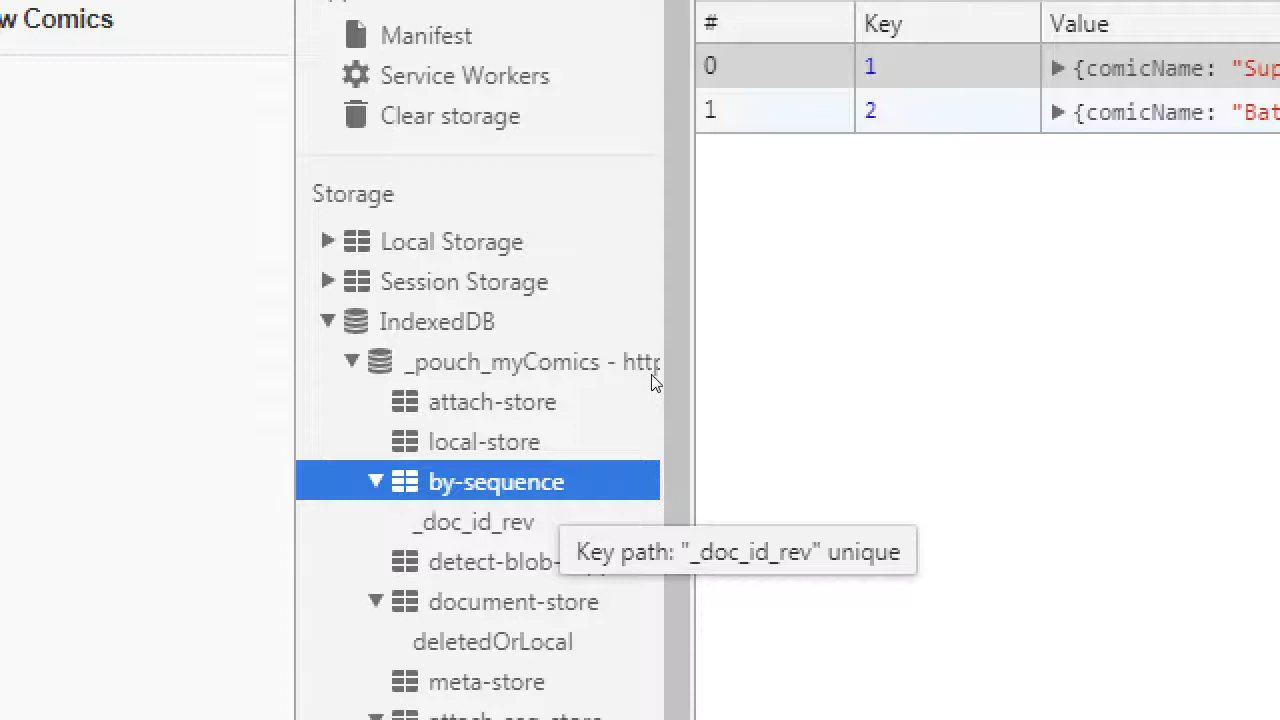 w Comics
Manifest
Service Workers
Clear storage
Storage
Local Storage
Session Storage
IndexedDB
_pouch_myComics - http
attach-store
local-store
by-sequence
_doc_id_rev
detect-blob-
document-store
deletedOrLocal
meta-store
Key path: "_doc_id_rev" unique
# Key Value
0 1 {comicName: "Sup
1 2 {comicName: "Bat